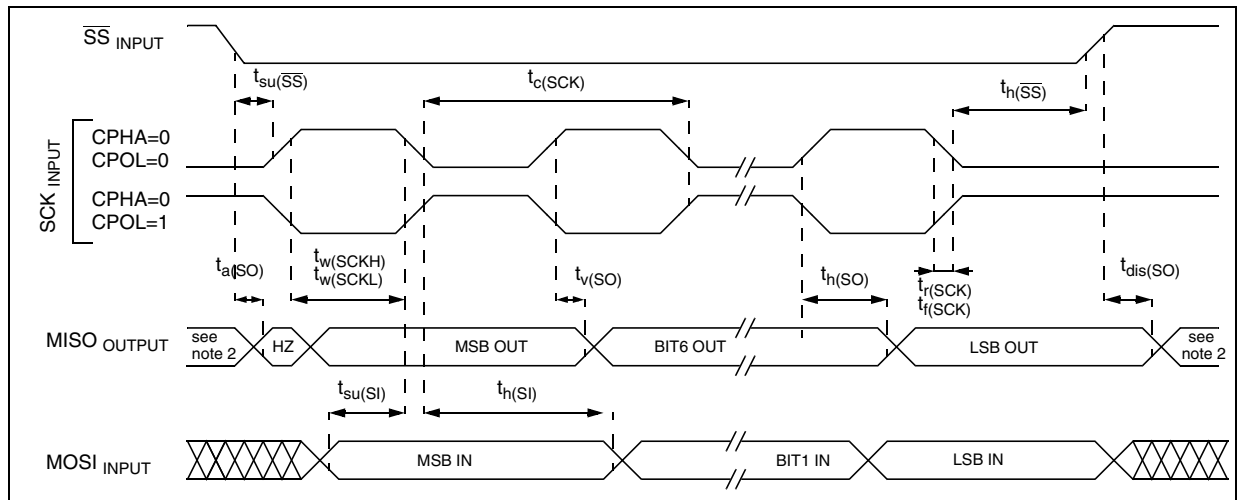 SS INPUT
tsu(SS)
tc(SCK)
th(SS)
SCK INPUT
CPHA=0
CPOL=0
CPHA=0
CPOL=1
ta(SO)
tw(SCKH)
tw(SCKL)
tv(SO)
th(SO)
tr(SCK)
tf(SCK)
tdis(SO)
MISO OUTPUT
see
note 2
HZ
MSB OUT
BIT6 OUT
LSB OUT
see
note 2
tsu(SI)
th(SI)
MOSI INPUT
MSB IN
BIT1 IN
LSB IN